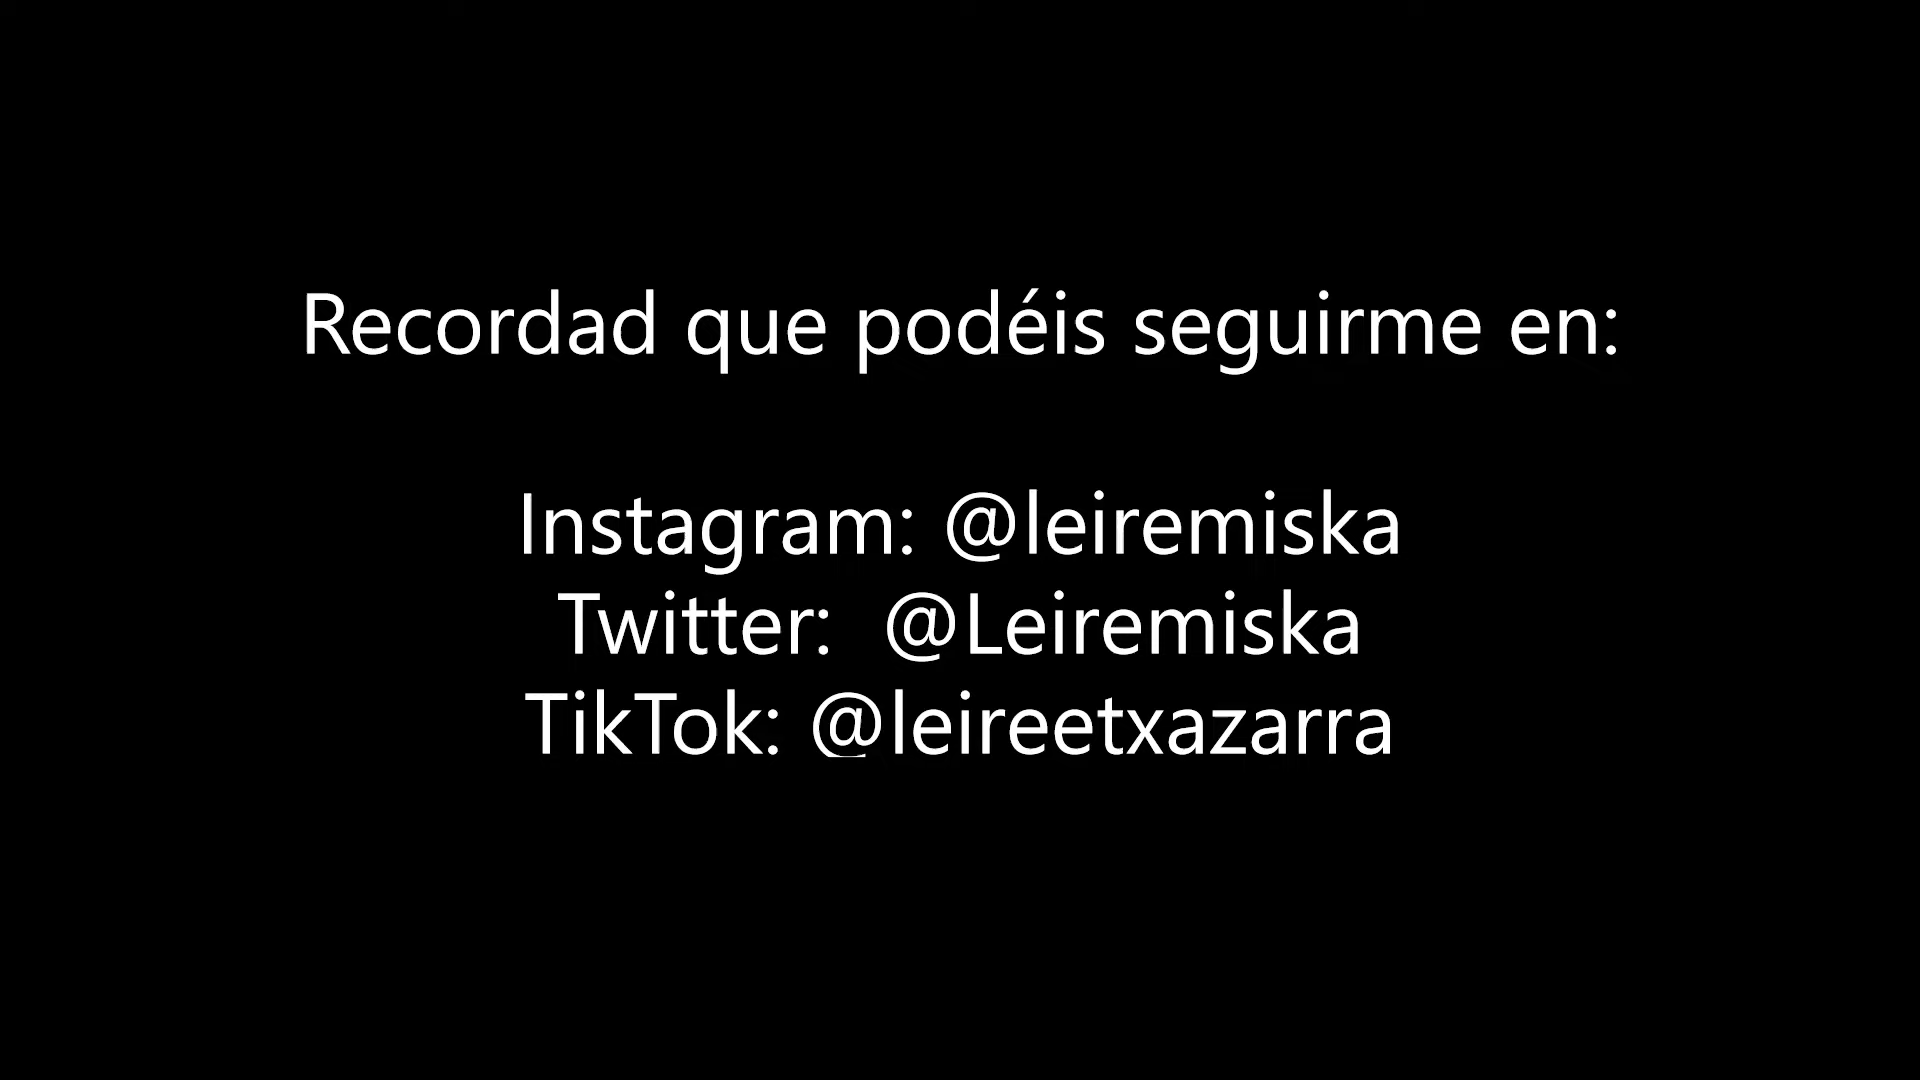 Recordad que podéis seguirme en:
Instagram: @leiremiska
Twitter:  @Leiremiska
TikTok: @leireetxazarra